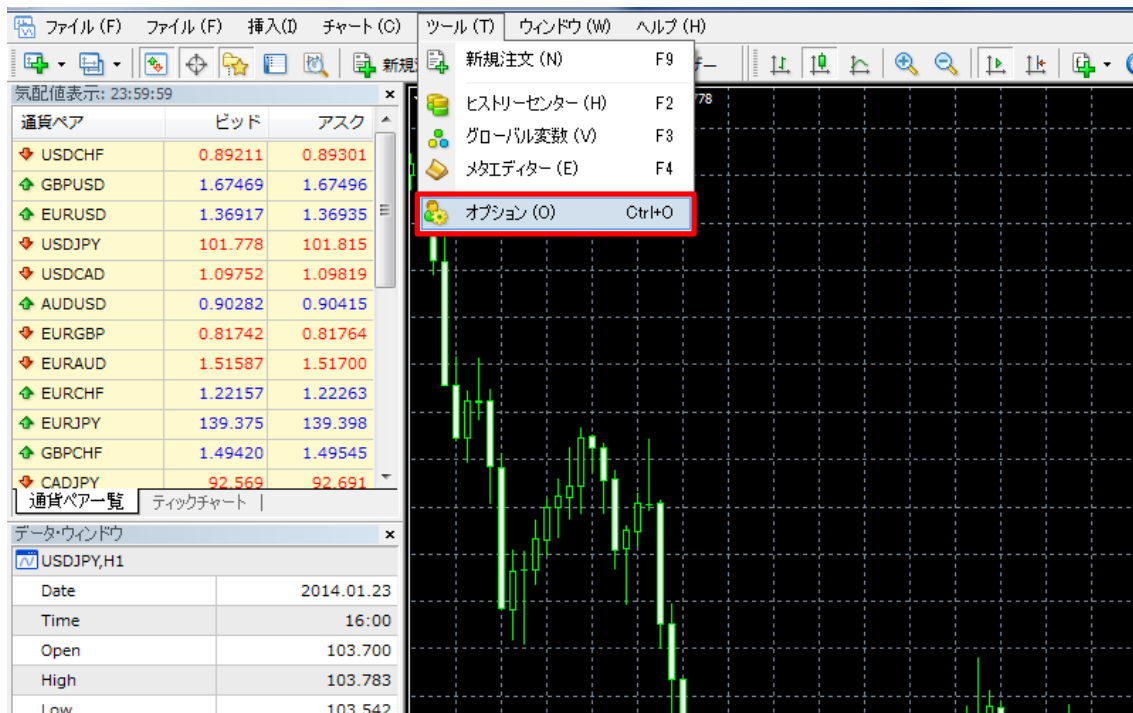 ファイル (F) ファイル (F) 挿入(I) チャート (C) ツール (T) ウィンドウ (W) ヘルプ (H)
新規
新規注文 (N) F9
ヒストリーセンター (H) F2
グローバル変数 (V) F3
メタエディター (E) F4
オプション (O) Ctrl+O
778
気配値表示: 23:59:59
通貨ペア ビッド アスク
USDCHF 0.89211 0.89301
GBPUSD 1.67469 1.67496
EURUSD 1.36917 1.36935
USDJPY 101.778 101.815
USDCAD 1.09752 1.09819
AUDUSD 0.90282 0.90415
EURGBP 0.81742 0.81764
EURAUD 1.51587 1.51700
EURCHF 1.22157 1.22263
EURJPY 139.375 139.398
GBPCHF 1.49420 1.49545
CADJPY 92.569 92.691
通貨ペア一覧 ティックチャート
データ・ウィンドウ
USDJPY,H1
Date 2014.01.23
Time 16:00
Open 103.700
High 103.783
Low 103.542